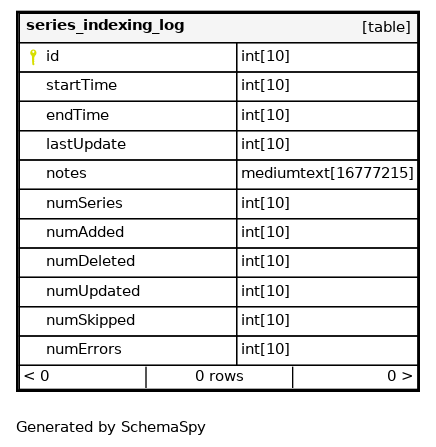 series_indexing_log [table]
id int[10]
startTime int[10]
endTime int[10]
lastUpdate int[10]
notes mediumtext[16777215]
numSeries int[10]
numAdded int[10]
numDeleted int[10]
numUpdated int[10]
numSkipped int[10]
numErrors int[10]
< 0 0 rows 0 >
Generated by SchemaSpy